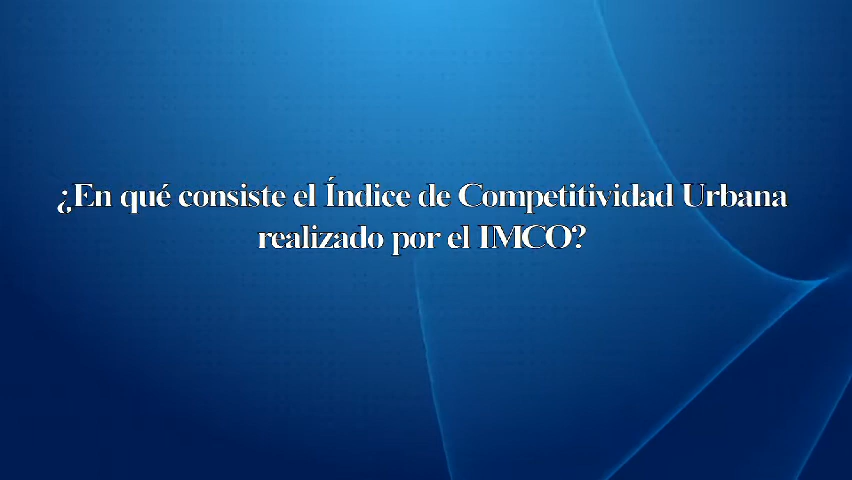 ¿En qué consiste el Índice de Competitividad Urbana
realizado por el IMCO?